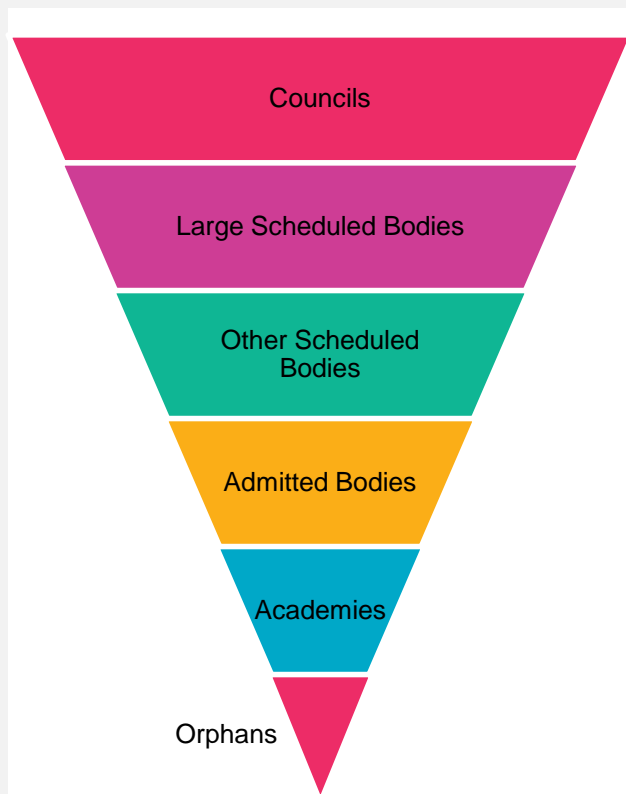 Councils
Large Scheduled Bodies
Other Scheduled
Bodies
Admitted Bodies
Academies
Orphans